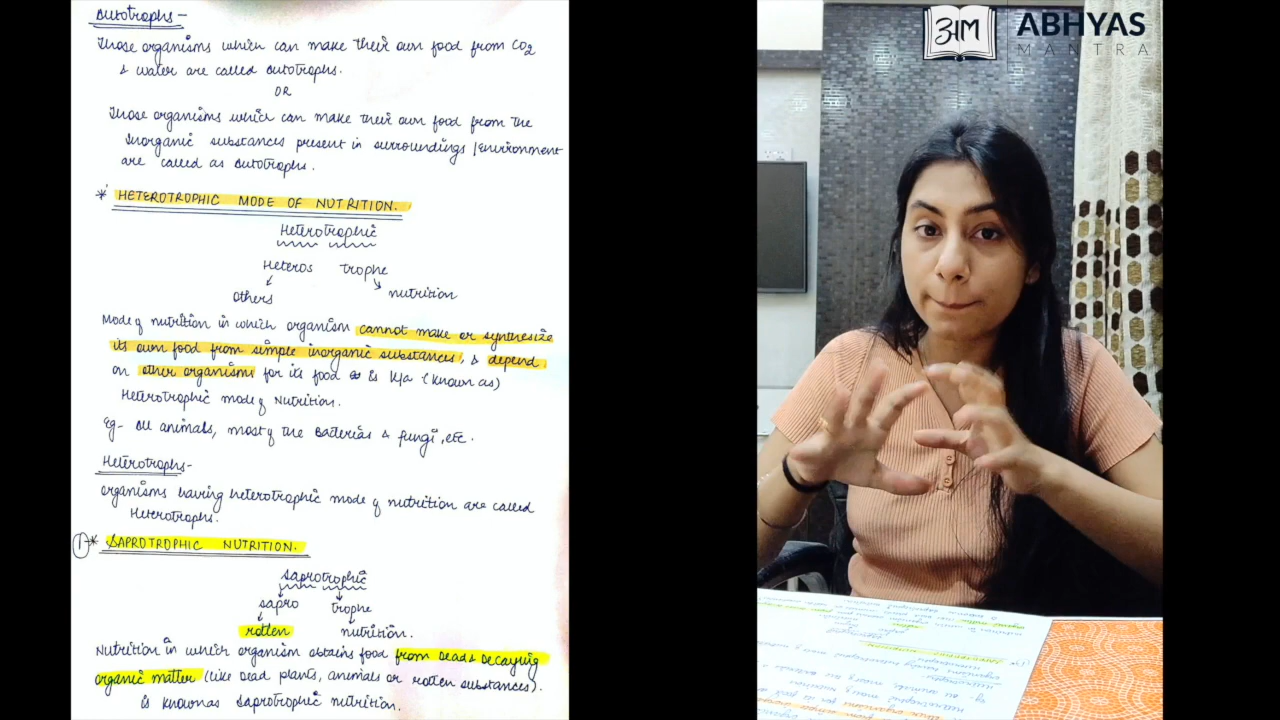 Autotrophs-
Those organisms which can make their own food from CO2
& water are called autotrophs.
OR
Those organisms which can make their own food from the
Inorganic substances present in surroundings/Environment
are called as autotrophs.
* HETEROTROPHIC MODE OF NUTRITION.
Heterotrophic
Heteros trophe
Others nutrition
Mode of nutrition in which organism cannot make or synthesize
its own food from simple inorganic substances, & depend
on other organisms for its food is k/a (known as)
Heterotrophic mode of Nutrition.
Eg- all animals, most of the Bacterias & fungi, etc.
Heterotrophs-
Organisms having heterotrophic mode of nutrition are called
Heterotrophs.
1* SAPROTROPHIC NUTRITION.
saprotrophic
sapro trophe
rotten nutrition.
Nutrition in which organism obtains food from dead & decaying
organic matter (like dead plants, animals or rotten substances).
is known as saprotrophic nutrition.
अभ्यास
ABHYAS
MANTRA